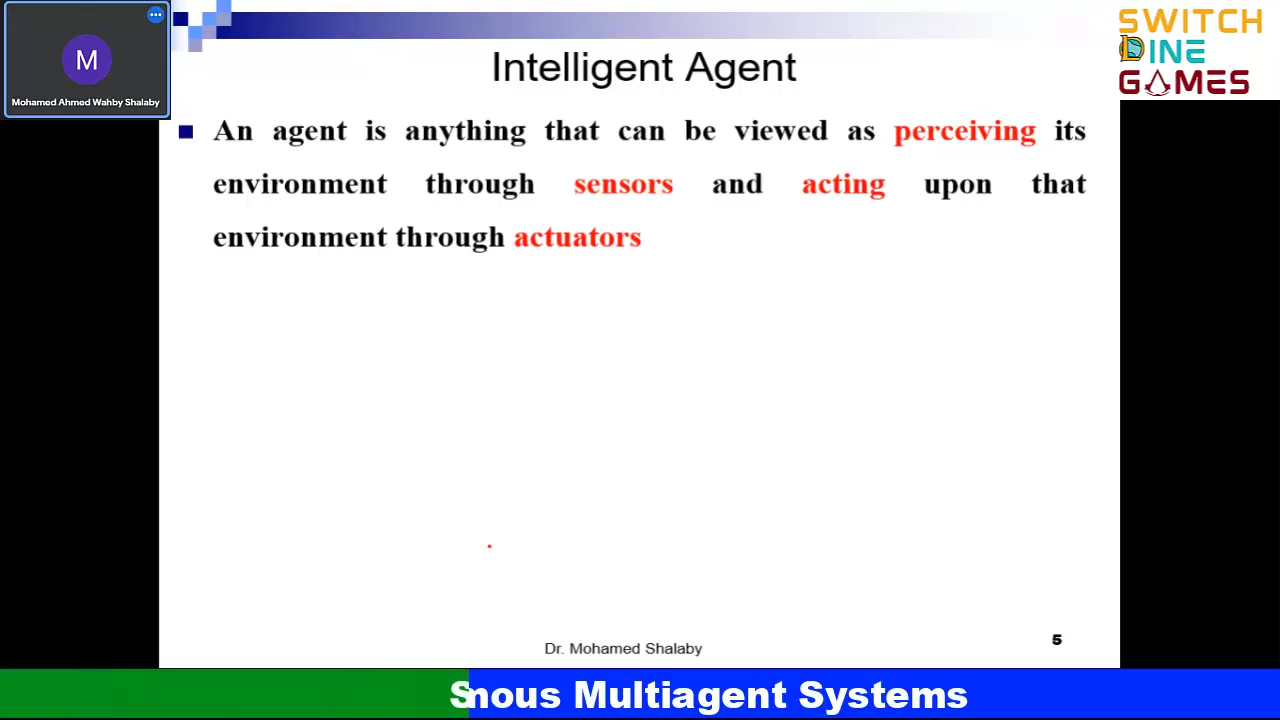 M
Mohamed Ahmed Wahby Shalaby
SWITCH
DINE
GAMES
Intelligent Agent
An agent is anything that can be viewed as perceiving its
environment through sensors and acting upon that
environment through actuators
Dr. Mohamed Shalaby
5
nous Multiagent Systems